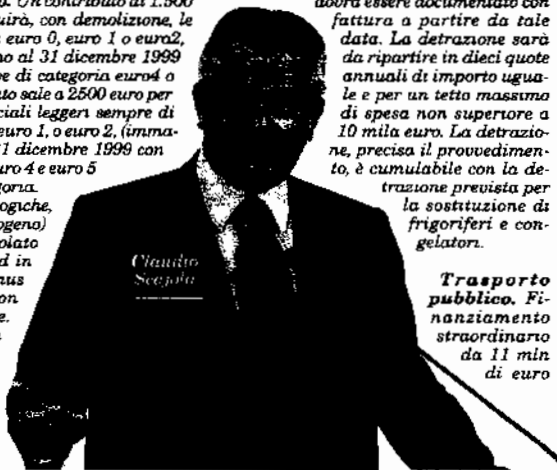 . Un contributo di 1.500
uirà, con demolizione, le
euro 0, euro 1 o euro2,
no al 31 dicembre 1999
e di categoria euro4 o
to sale a 2500 euro per
ciali leggeri sempre di
euro 1, o euro 2, (imma-
1 dicembre 1999 con
uro 4 e euro 5
goria.
ogiche,
ogeno)
olato
d in
nus
on
e.
Claudio
Scajola
dovrà essere documentato con
fattura a partire da tale
data. La detrazione sarà
da ripartire in dieci quote
annuali di importo ugua-
le e per un tetto massimo
di spesa non superiore a
10 mila euro. La detrazio-
ne, precisa il provvedimen-
to, è cumulabile con la de-
trazione prevista per
la sostituzione di
frigoriferi e con-
gelatori.
Trasporto
pubblico. Fi-
nanziamento
straordinario
da 11 mln
di euro